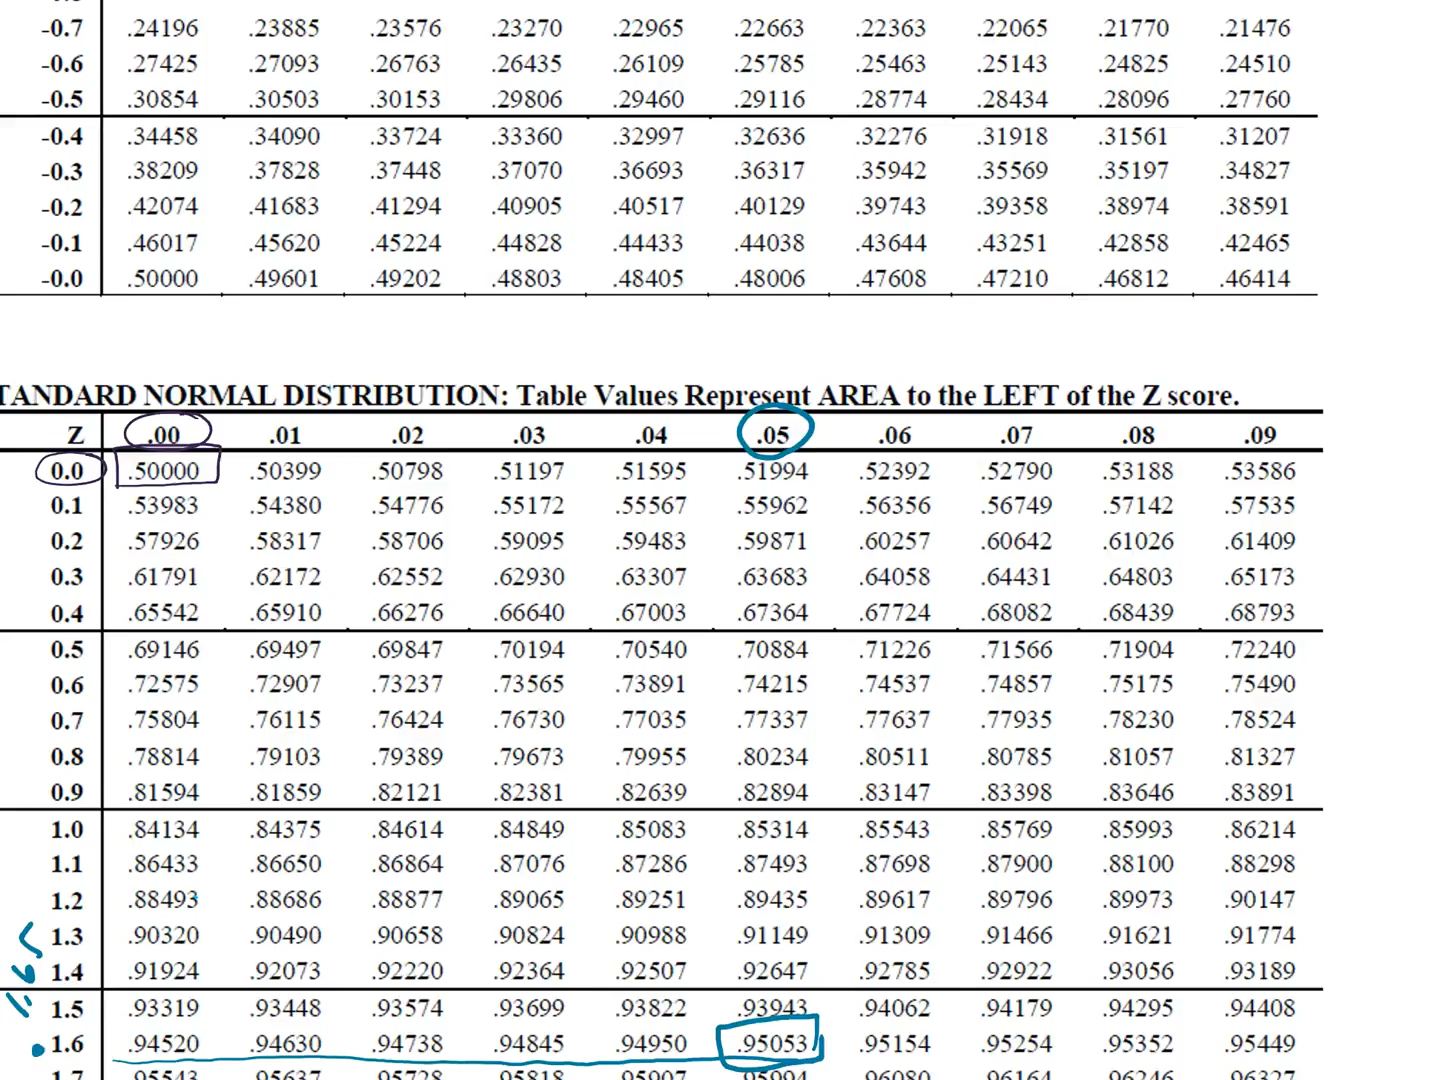 -0.7 .24196 .23885 .23576 .23270 .22965 .22663 .22363 .22065 .21770 .21476
-0.6 .27425 .27093 .26763 .26435 .26109 .25785 .25463 .25143 .24825 .24510
-0.5 .30854 .30503 .30153 .29806 .29460 .29116 .28774 .28434 .28096 .27760
-0.4 .34458 .34090 .33724 .33360 .32997 .32636 .32276 .31918 .31561 .31207
-0.3 .38209 .37828 .37448 .37070 .36693 .36317 .35942 .35569 .35197 .34827
-0.2 .42074 .41683 .41294 .40905 .40517 .40129 .39743 .39358 .38974 .38591
-0.1 .46017 .45620 .45224 .44828 .44433 .44038 .43644 .43251 .42858 .42465
-0.0 .50000 .49601 .49202 .48803 .48405 .48006 .47608 .47210 .46812 .46414
TANDARD NORMAL DISTRIBUTION: Table Values Represent AREA to the LEFT of the Z score.
Z .00 .01 .02 .03 .04 .05 .06 .07 .08 .09
0.0 .50000 .50399 .50798 .51197 .51595 .51994 .52392 .52790 .53188 .53586
0.1 .53983 .54380 .54776 .55172 .55567 .55962 .56356 .56749 .57142 .57535
0.2 .57926 .58317 .58706 .59095 .59483 .59871 .60257 .60642 .61026 .61409
0.3 .61791 .62172 .62552 .62930 .63307 .63683 .64058 .64431 .64803 .65173
0.4 .65542 .65910 .66276 .66640 .67003 .67364 .67724 .68082 .68439 .68793
0.5 .69146 .69497 .69847 .70194 .70540 .70884 .71226 .71566 .71904 .72240
0.6 .72575 .72907 .73237 .73565 .73891 .74215 .74537 .74857 .75175 .75490
0.7 .75804 .76115 .76424 .76730 .77035 .77337 .77637 .77935 .78230 .78524
0.8 .78814 .79103 .79389 .79673 .79955 .80234 .80511 .80785 .81057 .81327
0.9 .81594 .81859 .82121 .82381 .82639 .82894 .83147 .83398 .83646 .83891
1.0 .84134 .84375 .84614 .84849 .85083 .85314 .85543 .85769 .85993 .86214
1.1 .86433 .86650 .86864 .87076 .87286 .87493 .87698 .87900 .88100 .88298
1.2 .88493 .88686 .88877 .89065 .89251 .89435 .89617 .89796 .89973 .90147
1.3 .90320 .90490 .90658 .90824 .90988 .91149 .91309 .91466 .91621 .91774
1.4 .91924 .92073 .92220 .92364 .92507 .92647 .92785 .92922 .93056 .93189
1.65
1.5 .93319 .93448 .93574 .93699 .93822 .93943 .94062 .94179 .94295 .94408
1.6 .94520 .94630 .94738 .94845 .94950 .95053 .95154 .95254 .95352 .95449
1.7 .95543 .95637 .95728 .95818 .95907 .95994 .96080 .96164 .96246 .96327